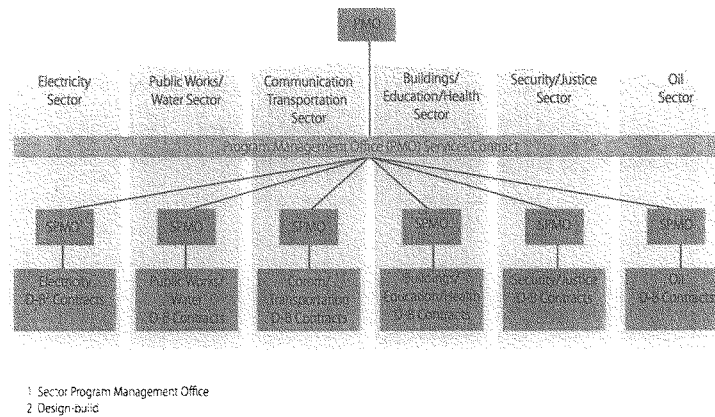 PMO
Electricity
Sector
Public Works/
Water Sector
Communication
Transportation
Sector
Buildings/
Education/Health
Sector
Security/Justice
Sector
Oil
Sector
Program Management Office (PMO) Services Contract
SPMO¹
SPMO
SPMO
SPMO
SPMO
SPMO
Electricity
D-B² Contracts
Public Works/
Water
D-B Contracts
Comm/
Transportation
D-B Contracts
Buildings/
Education/Health
D-B Contracts
Security/Justice
D-B Contracts
Oil
D-B Contracts
1 Sector Program Management Office
2 Design-build